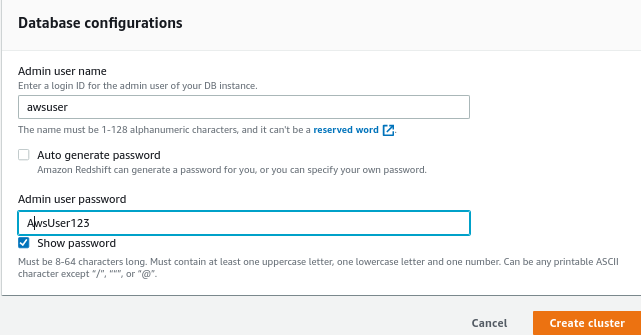 Database configurations
Admin user name
Enter a login ID for the admin user of your DB instance.
awsuser
The name must be 1-128 alphanumeric characters, and it can't be a reserved word.
Auto generate password
Amazon Redshift can generate a password for you, or you can specify your own password.
Admin user password
AwsUser123
Show password
Must be 8-64 characters long. Must contain at least one uppercase letter, one lowercase letter and one number. Can be any printable ASCII
character except “/”, “"”, or “@”.
Cancel
Create cluster